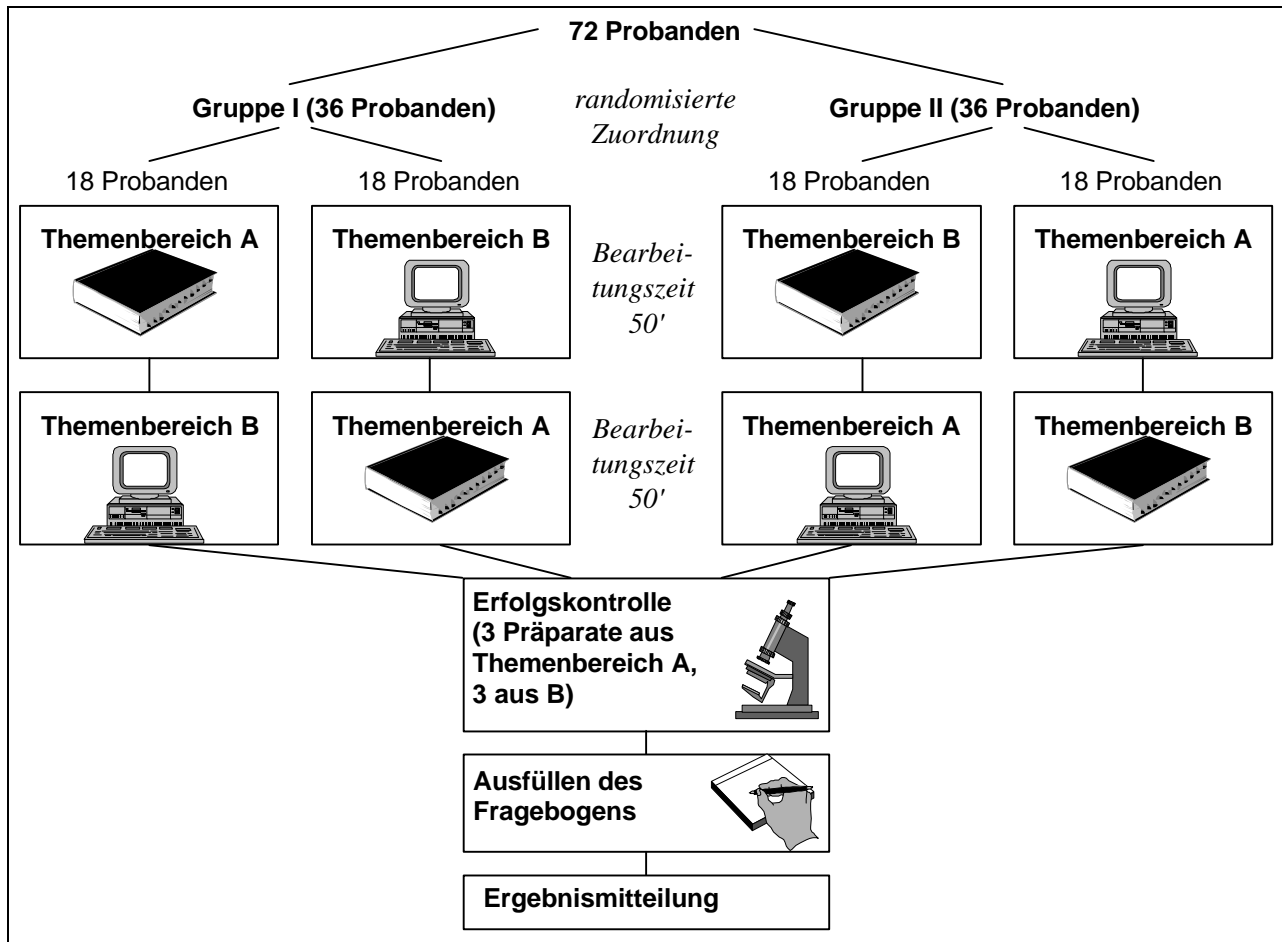 72 Probanden
Gruppe I (36 Probanden)
randomisierte
Zuordnung
Gruppe II (36 Probanden)
18 Probanden
18 Probanden
18 Probanden
18 Probanden
Themenbereich A
Themenbereich B
Bearbei-
tungszeit
50'
Themenbereich B
Themenbereich A
Themenbereich B
Themenbereich A
Bearbei-
tungszeit
50'
Themenbereich A
Themenbereich B
Erfolgskontrolle
(3 Präparate aus
Themenbereich A,
3 aus B)
Ausfüllen des
Fragebogens
Ergebnismitteilung